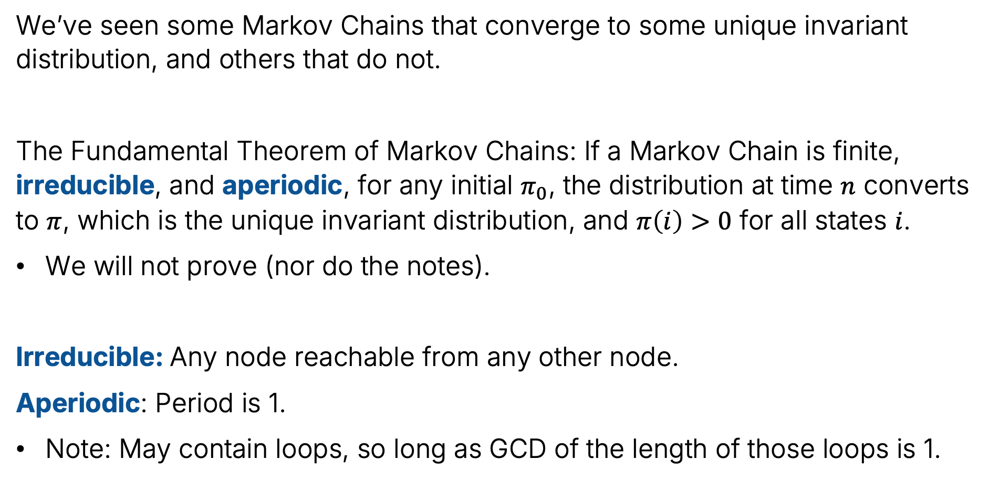 We’ve seen some Markov Chains that converge to some unique invariant
distribution, and others that do not.
The Fundamental Theorem of Markov Chains: If a Markov Chain is finite,
irreducible, and aperiodic, for any initial π₀, the distribution at time n converts
to π, which is the unique invariant distribution, and π(i) > 0 for all states i.
• We will not prove (nor do the notes).
Irreducible: Any node reachable from any other node.
Aperiodic: Period is 1.
• Note: May contain loops, so long as GCD of the length of those loops is 1.